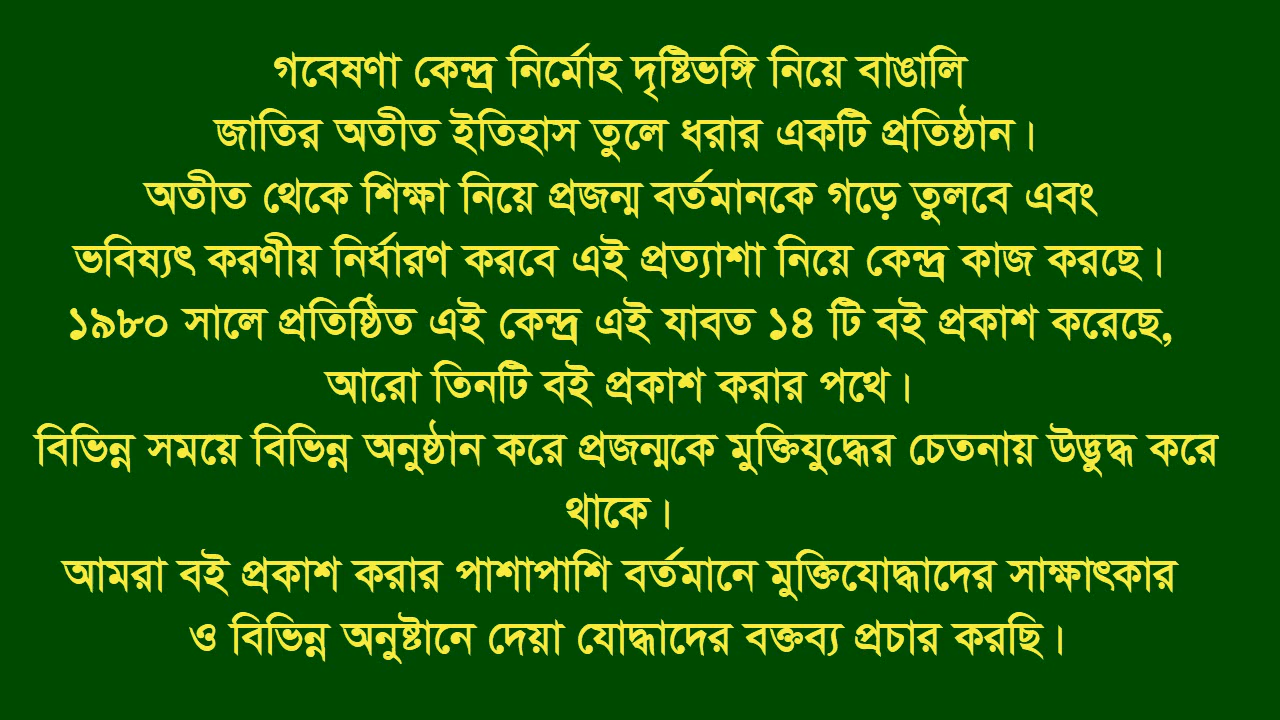 গবেষণা কেন্দ্র নির্মোহ দৃষ্টিভঙ্গি নিয়ে বাঙালি
জাতির অতীত ইতিহাস তুলে ধরার একটি প্রতিষ্ঠান।
অতীত থেকে শিক্ষা নিয়ে প্রজন্ম বর্তমানকে গড়ে তুলবে এবং
ভবিষ্যৎ করণীয় নির্ধারণ করবে এই প্রত্যাশা নিয়ে কেন্দ্র কাজ করছে।
১৯৮০ সালে প্রতিষ্ঠিত এই কেন্দ্র এই যাবত ১৪ টি বই প্রকাশ করেছে,
আরো তিনটি বই প্রকাশ করার পথে।
বিভিন্ন সময়ে বিভিন্ন অনুষ্ঠান করে প্রজন্মকে মুক্তিযুদ্ধের চেতনায় উদ্ভুদ্ধ করে
থাকে।
আমরা বই প্রকাশ করার পাশাপাশি বর্তমানে মুক্তিযোদ্ধাদের সাক্ষাৎকার
ও বিভিন্ন অনুষ্টানে দেয়া যোদ্ধাদের বক্তব্য প্রচার করছি।